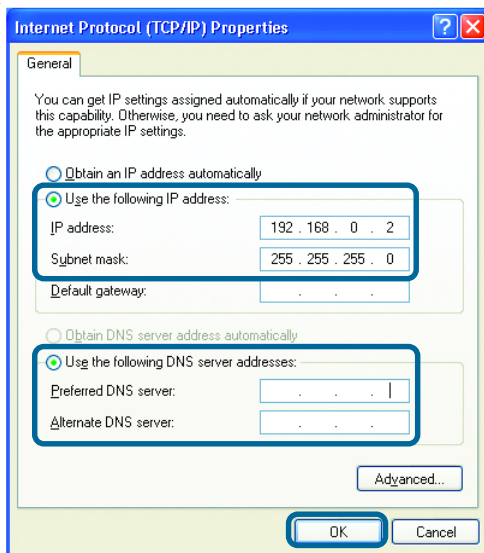 Internet Protocol (TCP/IP) Properties
General
You can get IP settings assigned automatically if your network supports
this capability. Otherwise, you need to ask your network administrator for
the appropriate IP settings.
Obtain an IP address automatically
Use the following IP address:
IP address: 192 . 168 . 0 . 2
Subnet mask: 255 . 255 . 255 . 0
Default gateway: . . .
Obtain DNS server address automatically
Use the following DNS server addresses:
Preferred DNS server: . . .
Alternate DNS server: . . .
Advanced...
OK Cancel